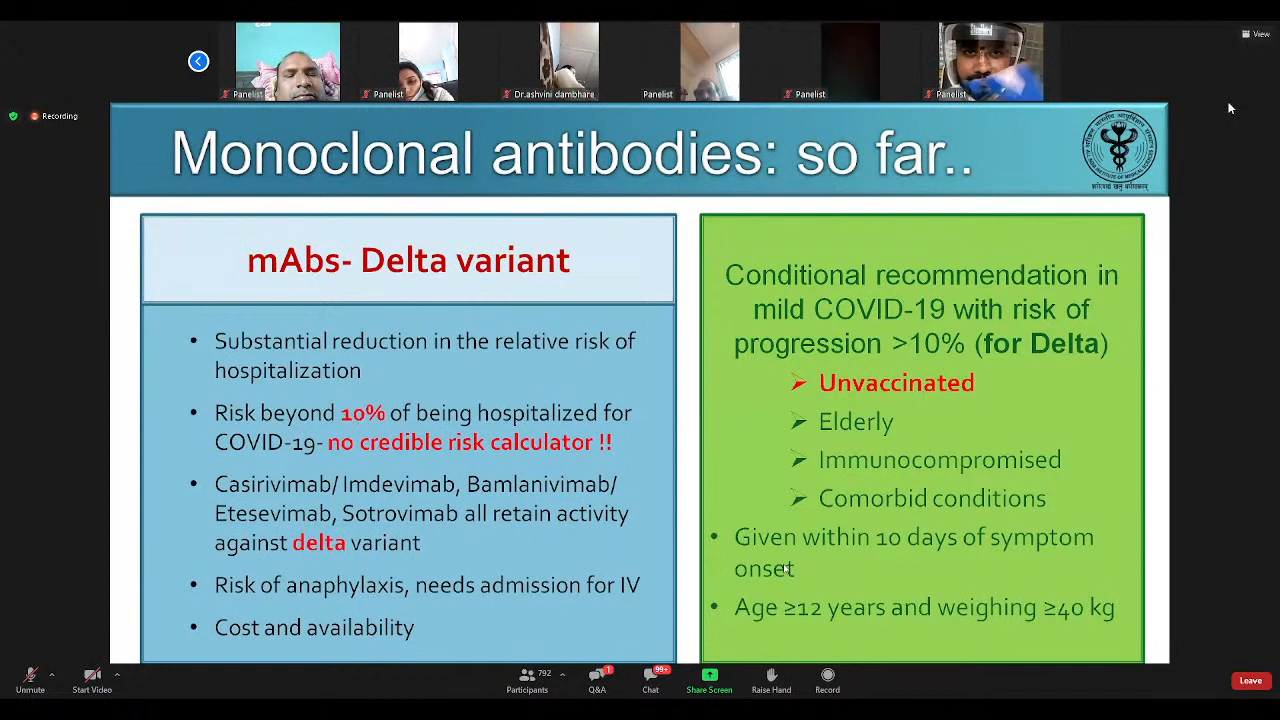 View
Panelist
Panelist
Dr.ashvini dambhare
Panelist
Panelist
Panelist
Recording
Monoclonal antibodies: so far..
mAbs- Delta variant
• Substantial reduction in the relative risk of
hospitalization
• Risk beyond 10% of being hospitalized for
COVID-19- no credible risk calculator !!
• Casirivimab/ Imdevimab, Bamlanivimab/
Etesevimab, Sotrovimab all retain activity
against delta variant
• Risk of anaphylaxis, needs admission for IV
• Cost and availability
Conditional recommendation in
mild COVID-19 with risk of
progression >10% (for Delta)
➢ Unvaccinated
➢ Elderly
➢ Immunocompromised
➢ Comorbid conditions
• Given within 10 days of symptom
onset
• Age ≥12 years and weighing ≥40 kg
Unmute
Start Video
792
Participants
1
Q&A
99+
Chat
Share Screen
Raise Hand
Record
Leave